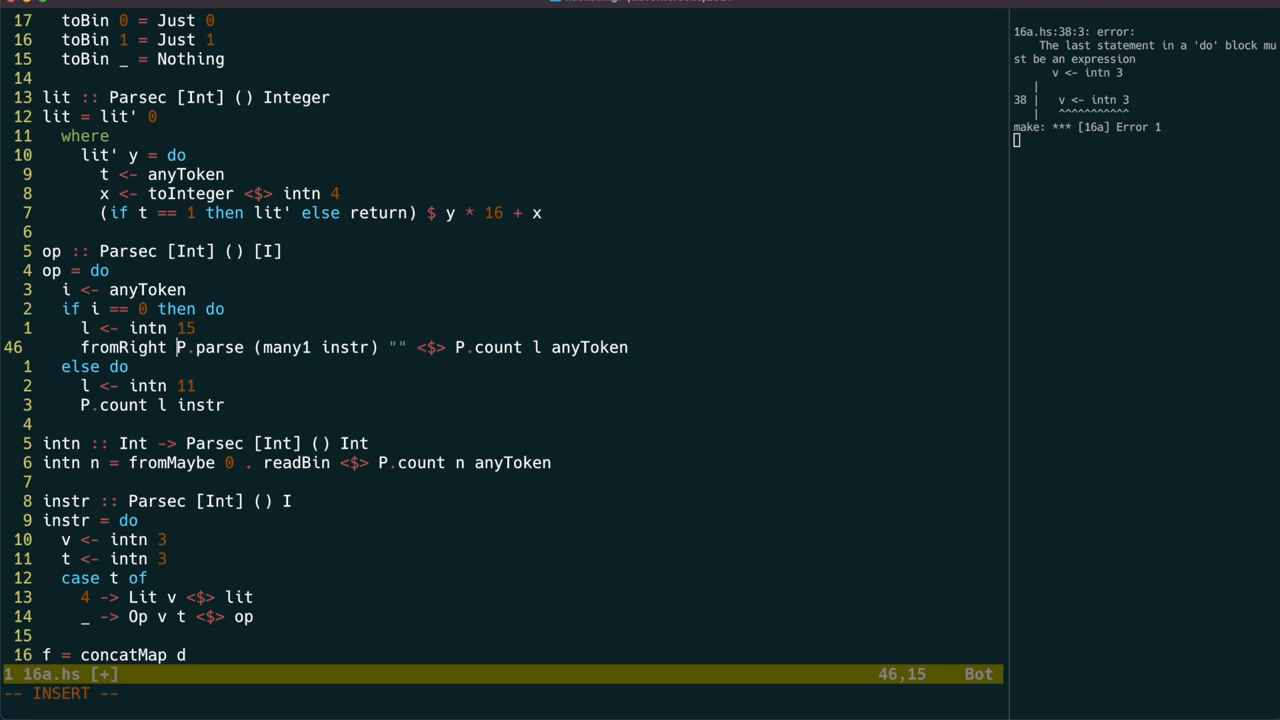 17 toBin 0 = Just 0
16 toBin 1 = Just 1
15 toBin _ = Nothing
14
13 lit :: Parsec [Int] () Integer
12 lit = lit' 0
11 where
10 lit' y = do
9 t <- anyToken
8 x <- toInteger <$> intn 4
7 (if t == 1 then lit' else return) $ y * 16 + x
6
5 op :: Parsec [Int] () [I]
4 op = do
3 i <- anyToken
2 if i == 0 then do
1 l <- intn 15
46 fromRight P.parse (many1 instr) "" <$> P.count l anyToken
1 else do
2 l <- intn 11
3 P.count l instr
4
5 intn :: Int -> Parsec [Int] () Int
6 intn n = fromMaybe 0 . readBin <$> P.count n anyToken
7
8 instr :: Parsec [Int] () I
9 instr = do
10 v <- intn 3
11 t <- intn 3
12 case t of
13 4 -> Lit v <$> lit
14 _ -> Op v t <$> op
15
16 f = concatMap d
1 16a.hs [+] 46,15 Bot
-- INSERT --
16a.hs:38:3: error:
The last statement in a 'do' block mu
st be an expression
v <- intn 3
|
38 | v <- intn 3
| ^^^^^^^^^^^
make: *** [16a] Error 1